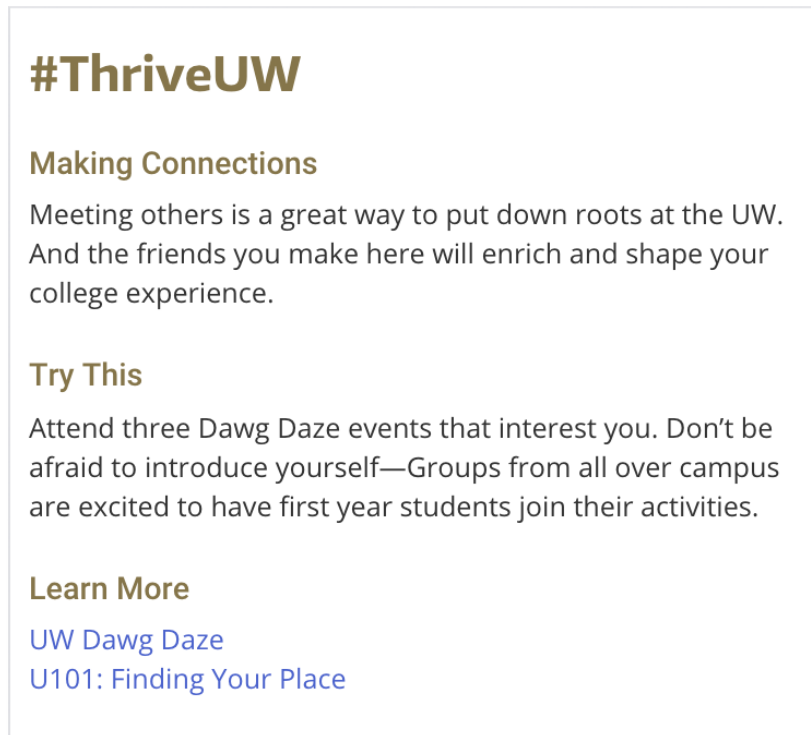 #ThriveUW
Making Connections
Meeting others is a great way to put down roots at the UW.
And the friends you make here will enrich and shape your
college experience.
Try This
Attend three Dawg Daze events that interest you. Don’t be
afraid to introduce yourself—Groups from all over campus
are excited to have first year students join their activities.
Learn More
UW Dawg Daze
U101: Finding Your Place